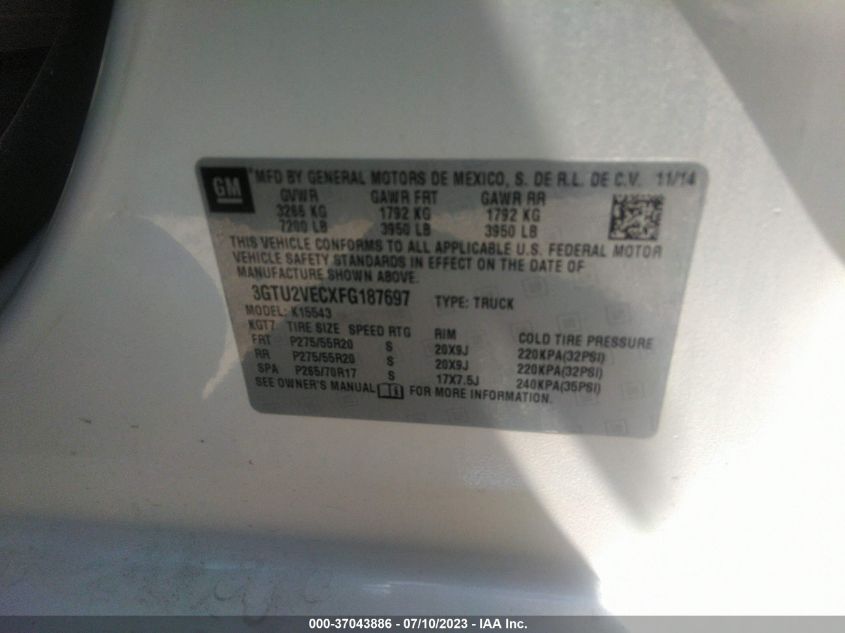 GM MFD BY GENERAL MOTORS DE MEXICO, S. DE R.L. DE C.V. 11/14
GVWR GAWR FRT GAWR RR
3266 KG 1792 KG 1792 KG
7200 LB 3950 LB 3950 LB
THIS VEHICLE CONFORMS TO ALL APPLICABLE U.S. FEDERAL MOTOR
VEHICLE SAFETY STANDARDS IN EFFECT ON THE DATE OF
MANUFACTURE SHOWN ABOVE.
3GTU2VECXFG187697 TYPE: TRUCK
MODEL: K15543
KGT7 TIRE SIZE SPEED RTG RIM COLD TIRE PRESSURE
FRT P275/55R20 S 20X9J 220KPA(32PSI)
RR P275/55R20 S 20X9J 220KPA(32PSI)
SPA P265/70R17 S 17X7.5J 240KPA(35PSI)
SEE OWNER'S MANUAL FOR MORE INFORMATION.
000-37043886 - 07/10/2023 - IAA Inc.